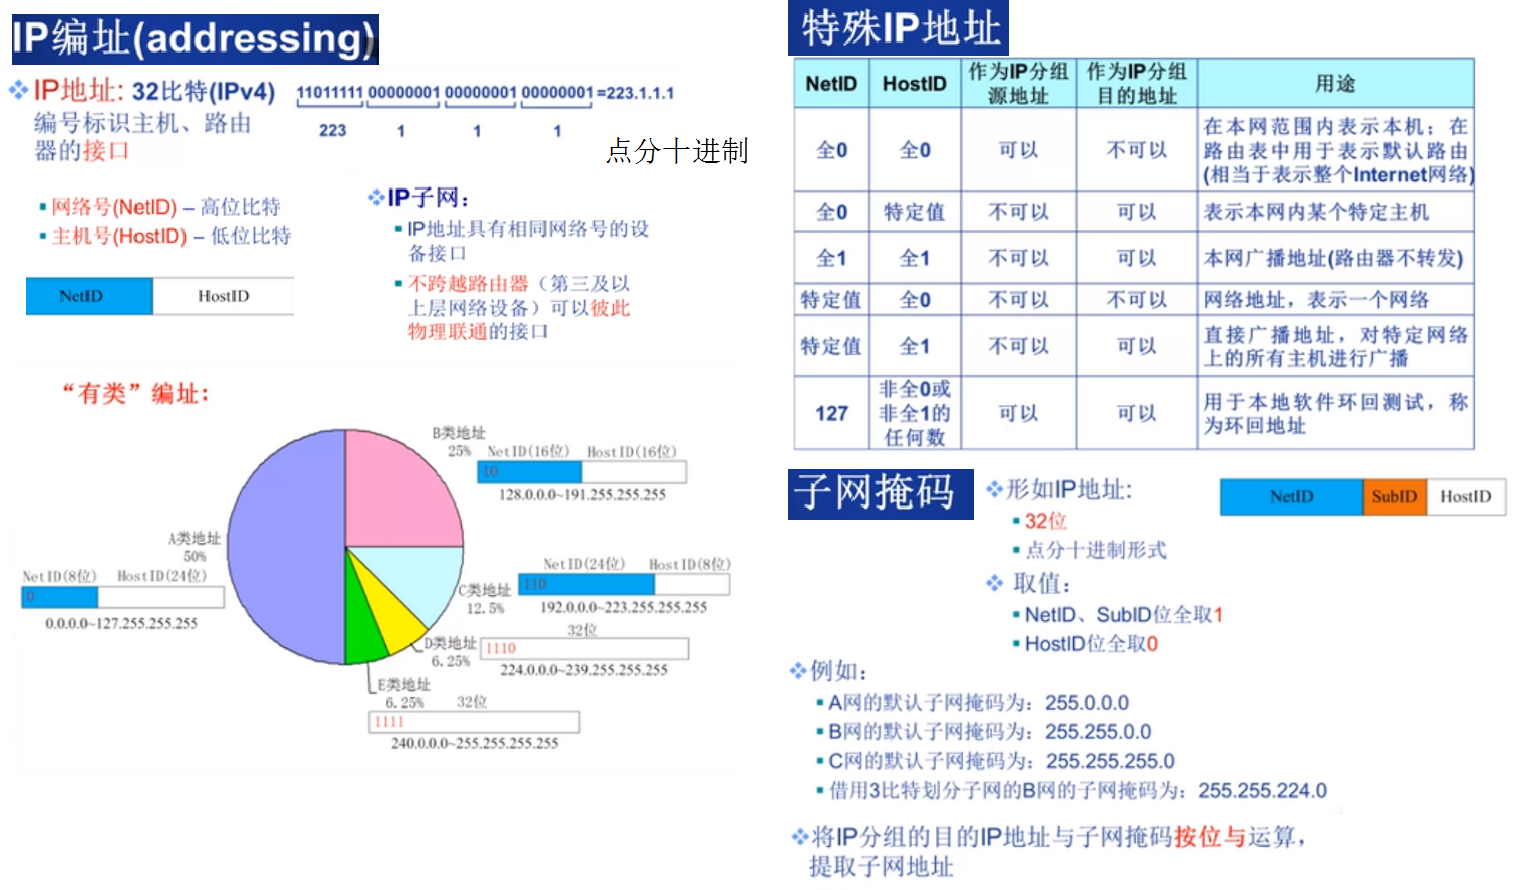 IP编址(addressing)
IP地址: 32比特(IPv4)
编号标识主机、路由
器的接口
11011111 00000001 00000001 00000001 =223.1.1.1
223 1 1 1
点分十进制
网络号(NetID) – 高位比特
主机号(HostID) – 低位比特
NetID HostID
IP子网：
IP地址具有相同网络号的设
备接口
不跨越路由器（第三及以
上层网络设备）可以彼此
物理联通的接口
“有类”编址：
B类地址
25%
NetID(16位) HostID(16位)
10
128.0.0.0~191.255.255.255
A类地址
50%
NetID(8位) HostID(24位)
0
0.0.0.0~127.255.255.255
NetID(24位) HostID(8位)
110
C类地址
12.5%
192.0.0.0~223.255.255.255
32位
D类地址
6.25%
1110
224.0.0.0~239.255.255.255
E类地址
6.25%
32位
1111
240.0.0.0~255.255.255.255
特殊IP地址
NetID HostID 作为IP分组源地址 作为IP分组目的地址 用途
全0 全0 可以 不可以 在本网范围内表示本机；在
路由表中用于表示默认路由
(相当于表示整个Internet网络)
全0 特定值 不可以 可以 表示本网内某个特定主机
全1 全1 不可以 可以 本网广播地址(路由器不转发)
特定值 全0 不可以 不可以 网络地址，表示一个网络
特定值 全1 不可以 可以 直接广播地址，对特定网络
上的所有主机进行广播
127 非全0或非全1的任何数 可以 可以 用于本地软件环回测试，称
为环回地址
子网掩码
形如IP地址:
32位
点分十进制形式
NetID SubID HostID
取值：
NetID、SubID位全取1
HostID位全取0
例如：
A网的默认子网掩码为：255.0.0.0
B网的默认子网掩码为：255.255.0.0
C网的默认子网掩码为：255.255.255.0
借用3比特划分子网的B网的子网掩码为：255.255.224.0
将IP分组的目的IP地址与子网掩码按位与运算，
提取子网地址